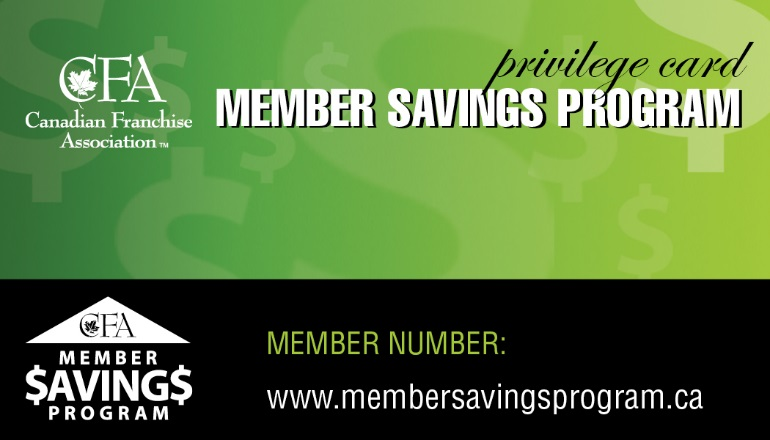 privilege card
CFA
MEMBER SAVINGS PROGRAM
Canadian Franchise
Association™
CFA
MEMBER
$AVING$
PROGRAM
MEMBER NUMBER:
www.membersavingsprogram.ca